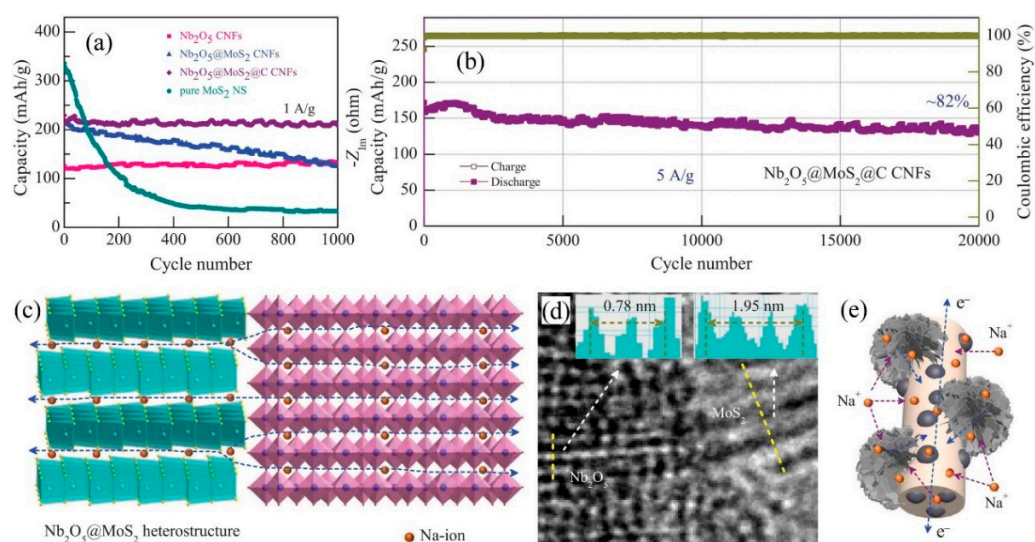 (a)
Nb₂O₅ CNFs
Nb₂O₅@MoS₂ CNFs
Nb₂O₅@MoS₂@C CNFs
pure MoS₂ NS
1 A/g
400
300
200
100
0
Capacity (mAh/g)
0 200 400 600 800 1000
Cycle number
-Z_Im (ohm)
(b)
250
200
150
100
50
0
Capacity (mAh/g)
~82%
Charge
Discharge
5 A/g
Nb₂O₅@MoS₂@C CNFs
0 5000 10000 15000 20000
Cycle number
100
80
60
40
20
0
Coulombic efficiency (%)
(c)
Nb₂O₅@MoS₂ heterostructure
Na-ion
(d)
0.78 nm
1.95 nm
MoS₂
Nb₂O₅
(e)
e⁻
Na⁺
Na⁺
Na⁺
Na⁺
e⁻